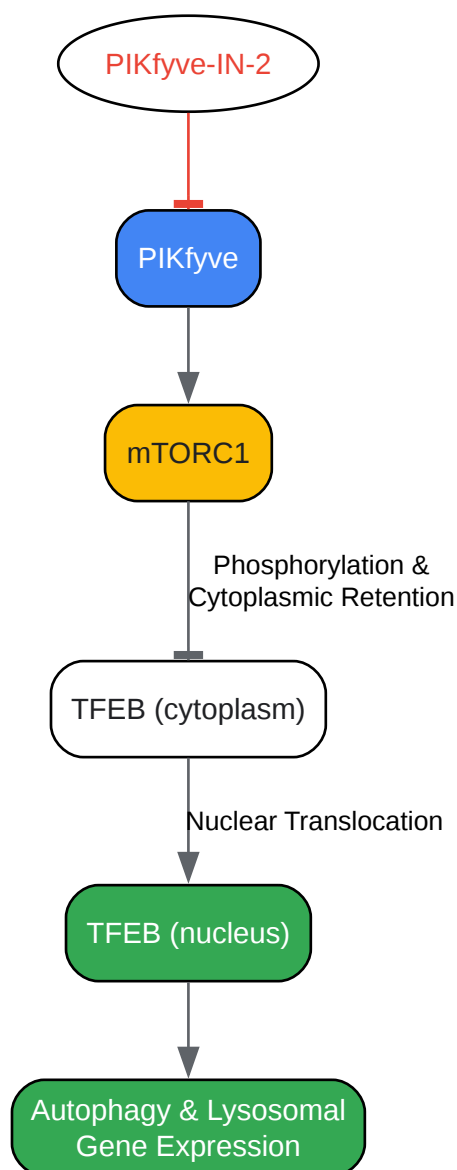 PIKfyve-IN-2
PIKfyve
mTORC1
Phosphorylation &
Cytoplasmic Retention
TFEB (cytoplasm)
Nuclear Translocation
TFEB (nucleus)
Autophagy & Lysosomal
Gene Expression